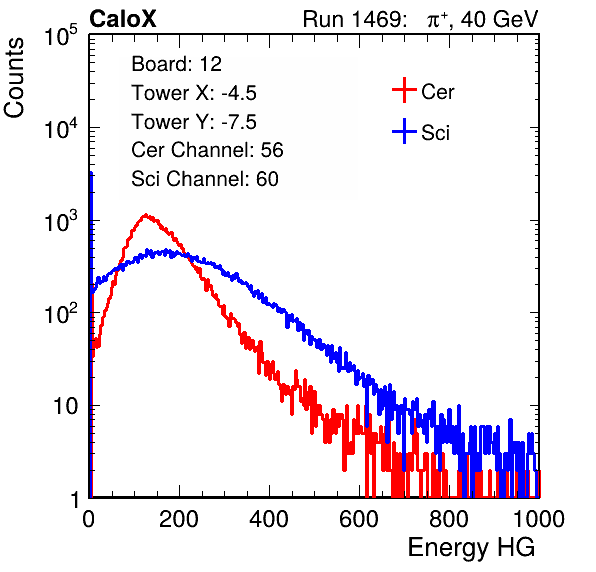 CaloX Run 1469: π⁺, 40 GeV
Counts
10⁵
10⁴
10³
10²
10
1
Board: 12
Tower X: -4.5
Tower Y: -7.5
Cer Channel: 56
Sci Channel: 60
Cer
Sci
0 200 400 600 800 1000
Energy HG